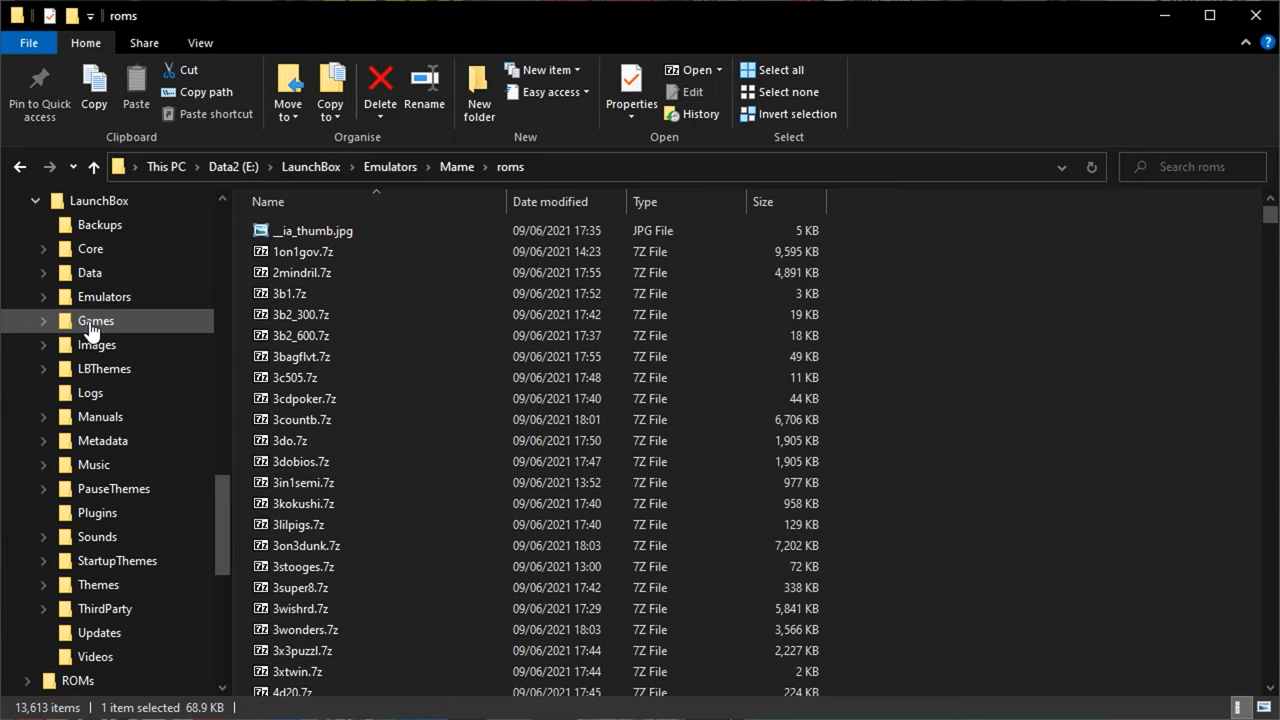 roms
File Home Share View
Pin to Quick access
Copy
Paste
Cut
Copy path
Paste shortcut
Clipboard
Move to
Copy to
Delete
Rename
Organise
New folder
New item
Easy access
New
Properties
Open
Edit
History
Open
Select all
Select none
Invert selection
Select
This PC › Data2 (E:) › LaunchBox › Emulators › Mame › roms
Search roms
LaunchBox
Backups
Core
Data
Emulators
Games
Images
LBThemes
Logs
Manuals
Metadata
Music
PauseThemes
Plugins
Sounds
StartupThemes
Themes
ThirdParty
Updates
Videos
ROMs
Name Date modified Type Size
__ia_thumb.jpg 09/06/2021 17:35 JPG File 5 KB
1on1gov.7z 09/06/2021 14:23 7Z File 9,595 KB
2mindril.7z 09/06/2021 17:55 7Z File 4,891 KB
3b1.7z 09/06/2021 17:52 7Z File 3 KB
3b2_300.7z 09/06/2021 17:42 7Z File 19 KB
3b2_600.7z 09/06/2021 17:37 7Z File 18 KB
3bagflvt.7z 09/06/2021 17:55 7Z File 49 KB
3c505.7z 09/06/2021 17:48 7Z File 11 KB
3cdpoker.7z 09/06/2021 17:40 7Z File 44 KB
3countb.7z 09/06/2021 18:01 7Z File 6,706 KB
3do.7z 09/06/2021 17:50 7Z File 1,905 KB
3dobios.7z 09/06/2021 17:47 7Z File 1,905 KB
3in1semi.7z 09/06/2021 13:52 7Z File 977 KB
3kokushi.7z 09/06/2021 17:40 7Z File 958 KB
3lilpigs.7z 09/06/2021 17:40 7Z File 129 KB
3on3dunk.7z 09/06/2021 18:03 7Z File 7,202 KB
3stooges.7z 09/06/2021 13:00 7Z File 72 KB
3super8.7z 09/06/2021 17:42 7Z File 338 KB
3wishrd.7z 09/06/2021 17:29 7Z File 5,841 KB
3wonders.7z 09/06/2021 18:03 7Z File 3,566 KB
3x3puzzl.7z 09/06/2021 17:44 7Z File 2,227 KB
3xtwin.7z 09/06/2021 17:44 7Z File 2 KB
4d20.7z 09/06/2021 17:45 7Z File 224 KB
13,613 items 1 item selected 68.9 KB